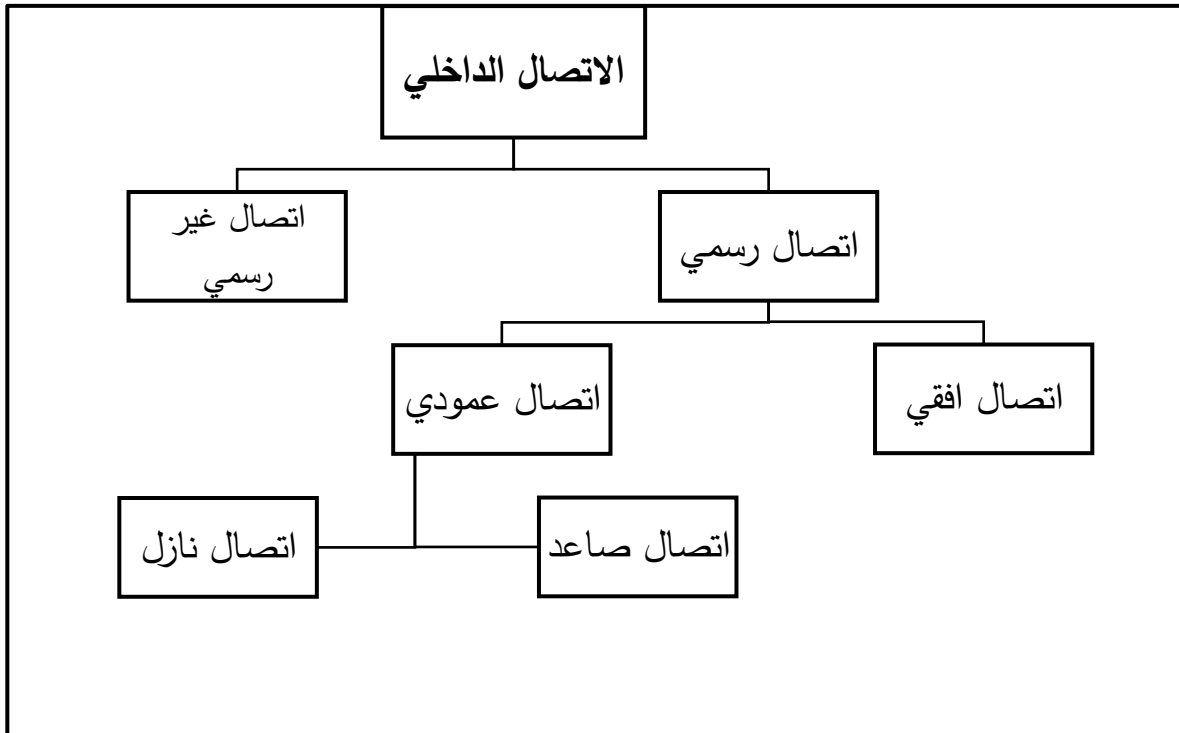 الاتصال الداخلي
اتصال رسمي
اتصال غير
رسمي
اتصال افقي
اتصال عمودي
اتصال صاعد
اتصال نازل